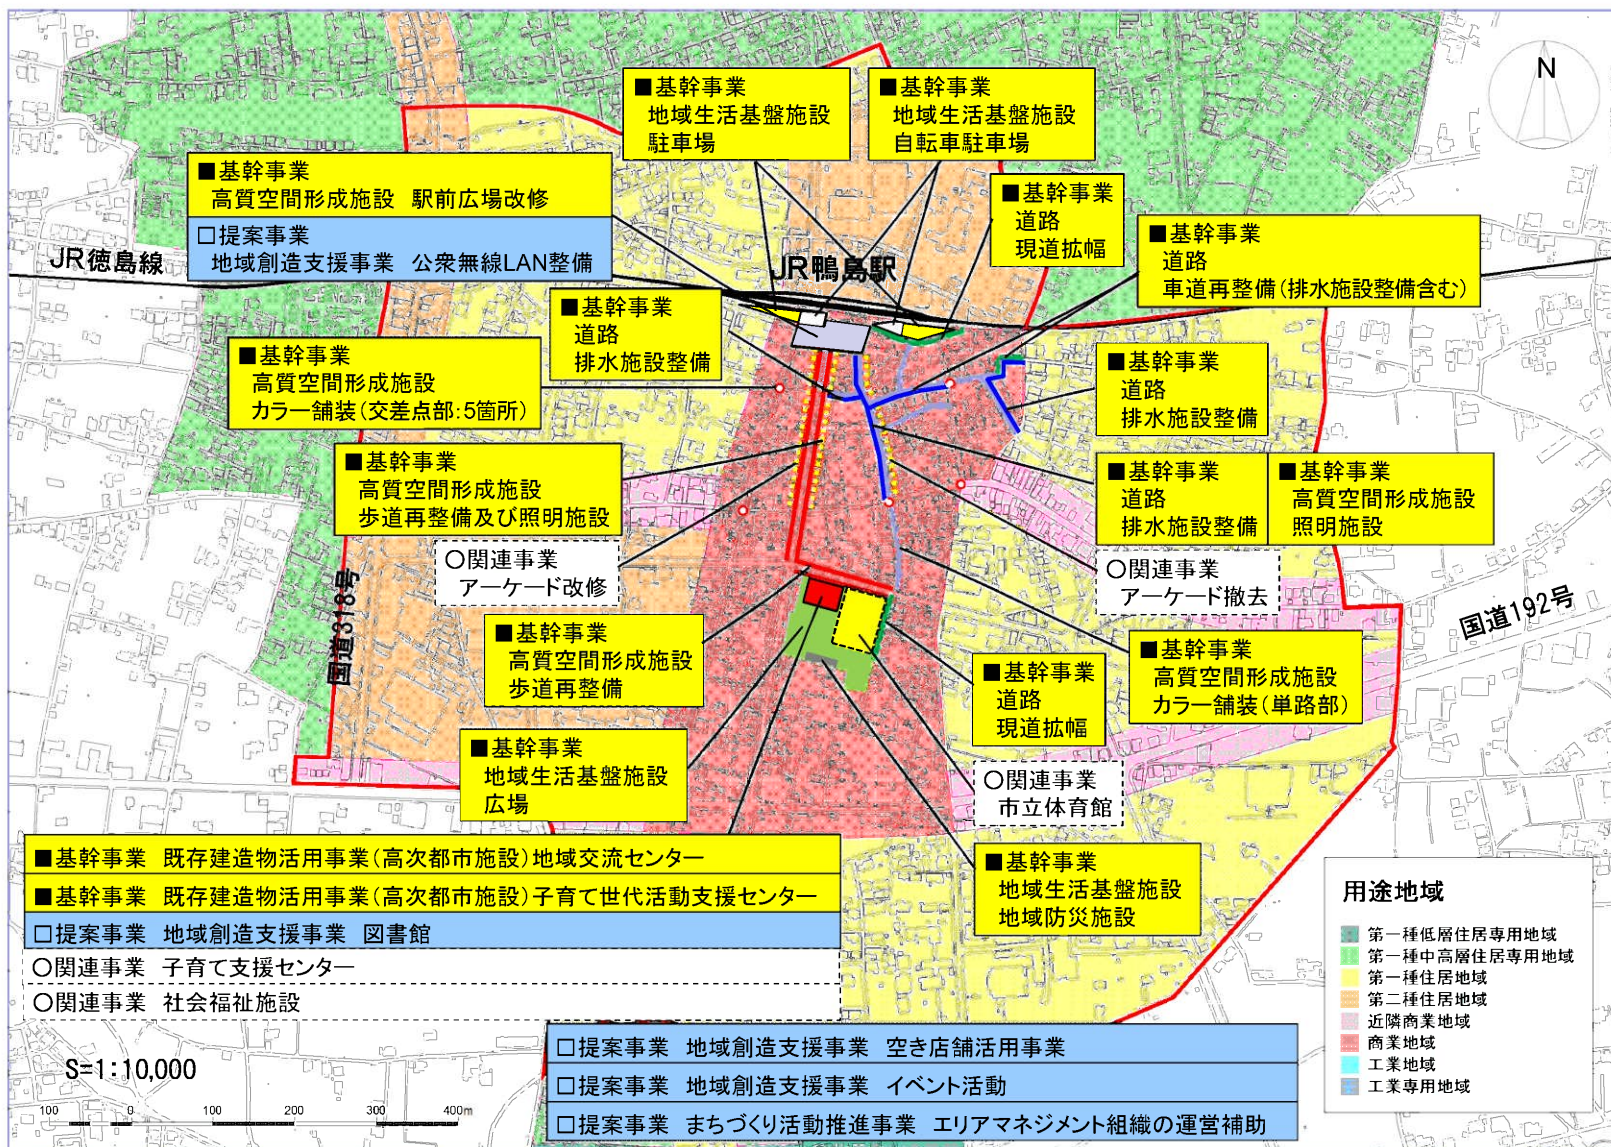 ■基幹事業
地域生活基盤施設
駐車場
■基幹事業
地域生活基盤施設
自転車駐車場
N
■基幹事業
高質空間形成施設 駅前広場改修
□提案事業
地域創造支援事業 公衆無線LAN整備
■基幹事業
道路
現道拡幅
■基幹事業
道路
車道再整備(排水施設整備含む)
JR徳島線
JR鴨島駅
■基幹事業
道路
排水施設整備
■基幹事業
高質空間形成施設
カラー舗装(交差点部:5箇所)
■基幹事業
道路
排水施設整備
■基幹事業
高質空間形成施設
歩道再整備及び照明施設
■基幹事業
道路
排水施設整備
■基幹事業
高質空間形成施設
照明施設
○関連事業
アーケード改修
○関連事業
アーケード撤去
国道318号
国道192号
■基幹事業
高質空間形成施設
歩道再整備
■基幹事業
道路
現道拡幅
■基幹事業
高質空間形成施設
カラー舗装(単路部)
■基幹事業
地域生活基盤施設
広場
○関連事業
市立体育館
■基幹事業
地域生活基盤施設
地域防災施設
■基幹事業 既存建造物活用事業(高次都市施設)地域交流センター
■基幹事業 既存建造物活用事業(高次都市施設)子育て世代活動支援センター
□提案事業 地域創造支援事業 図書館
○関連事業 子育て支援センター
○関連事業 社会福祉施設
□提案事業 地域創造支援事業 空き店舗活用事業
□提案事業 地域創造支援事業 イベント活動
□提案事業 まちづくり活動推進事業 エリアマネジメント組織の運営補助
用途地域
第一種低層住居専用地域
第一種中高層住居専用地域
第一種住居地域
第二種住居地域
近隣商業地域
商業地域
工業地域
工業専用地域
S=1:10,000
100 0 100 200 300 400m